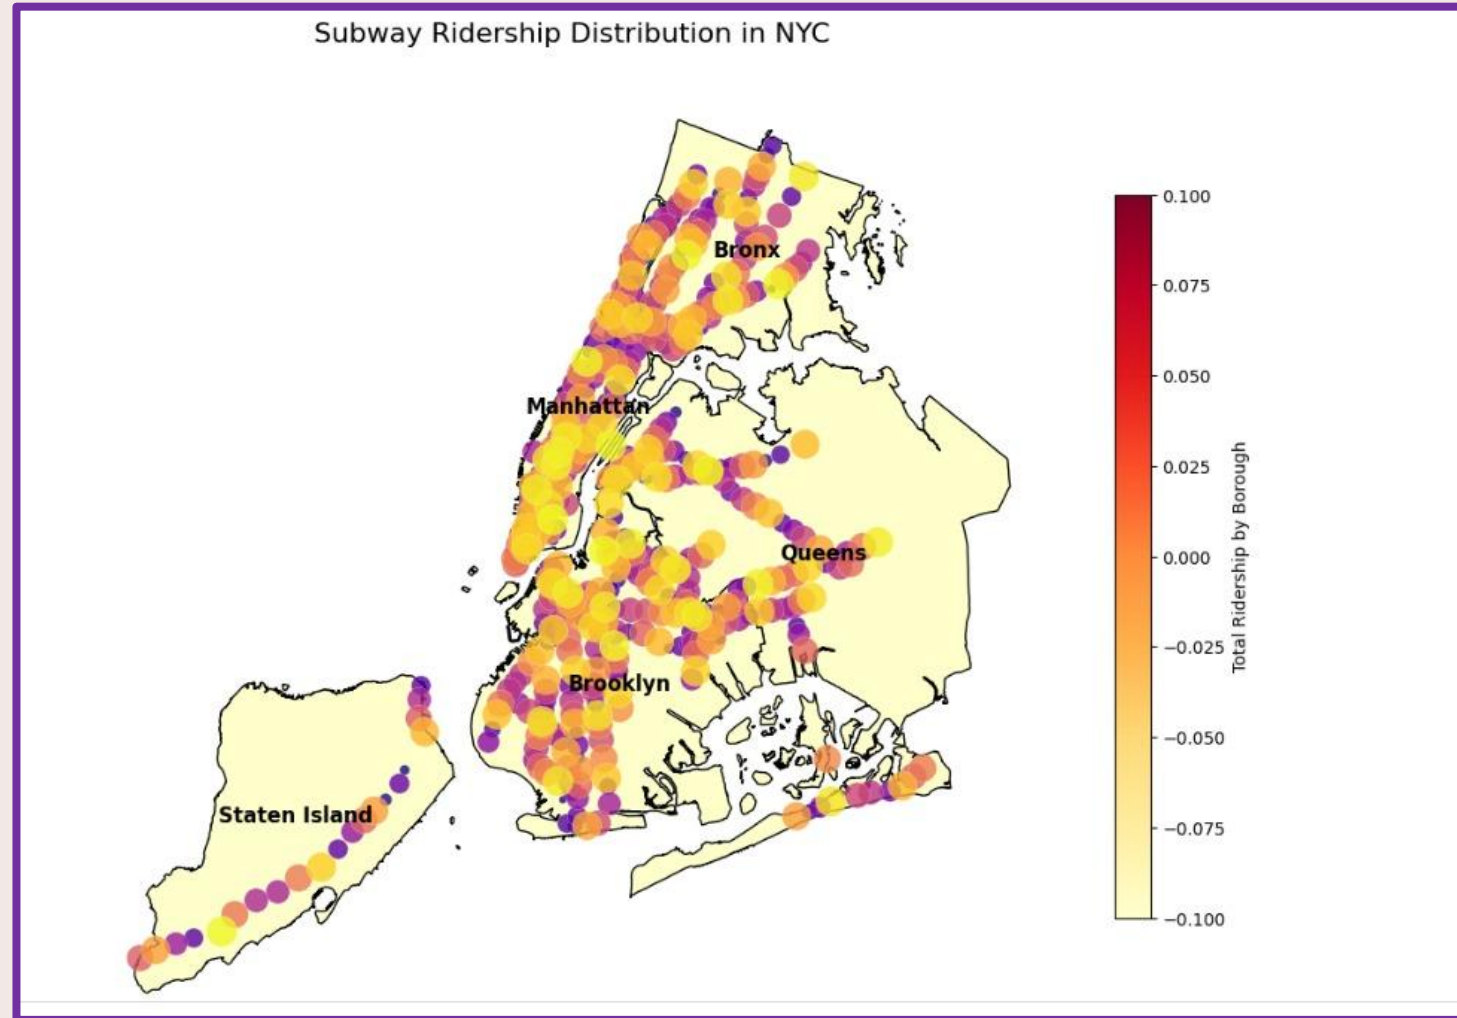 Subway Ridership Distribution in NYC
Bronx
Manhattan
Queens
Brooklyn
Staten Island
0.100
0.075
0.050
0.025
0.000
−0.025
−0.050
−0.075
−0.100
Total Ridership by Borough